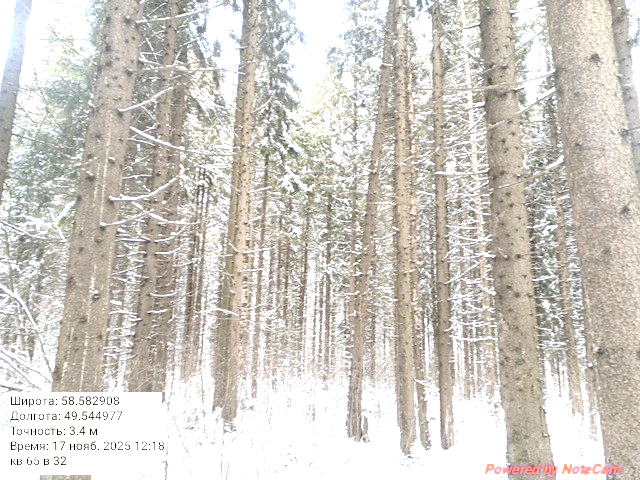 Широта: 58.582908
Долгота: 49.544977
Точность: 3.4 м
Время: 17 нояб. 2025 12:18
кв 65 в 32
Powered by NoteCam